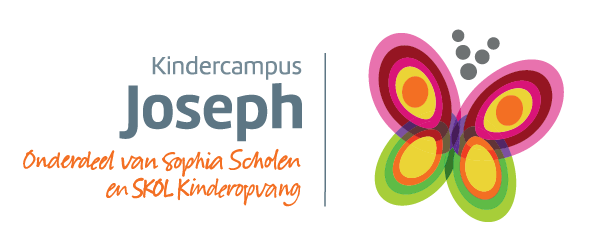 Kindercampus
Joseph
Onderdeel van Sophia Scholen
en SKOL Kinderopvang